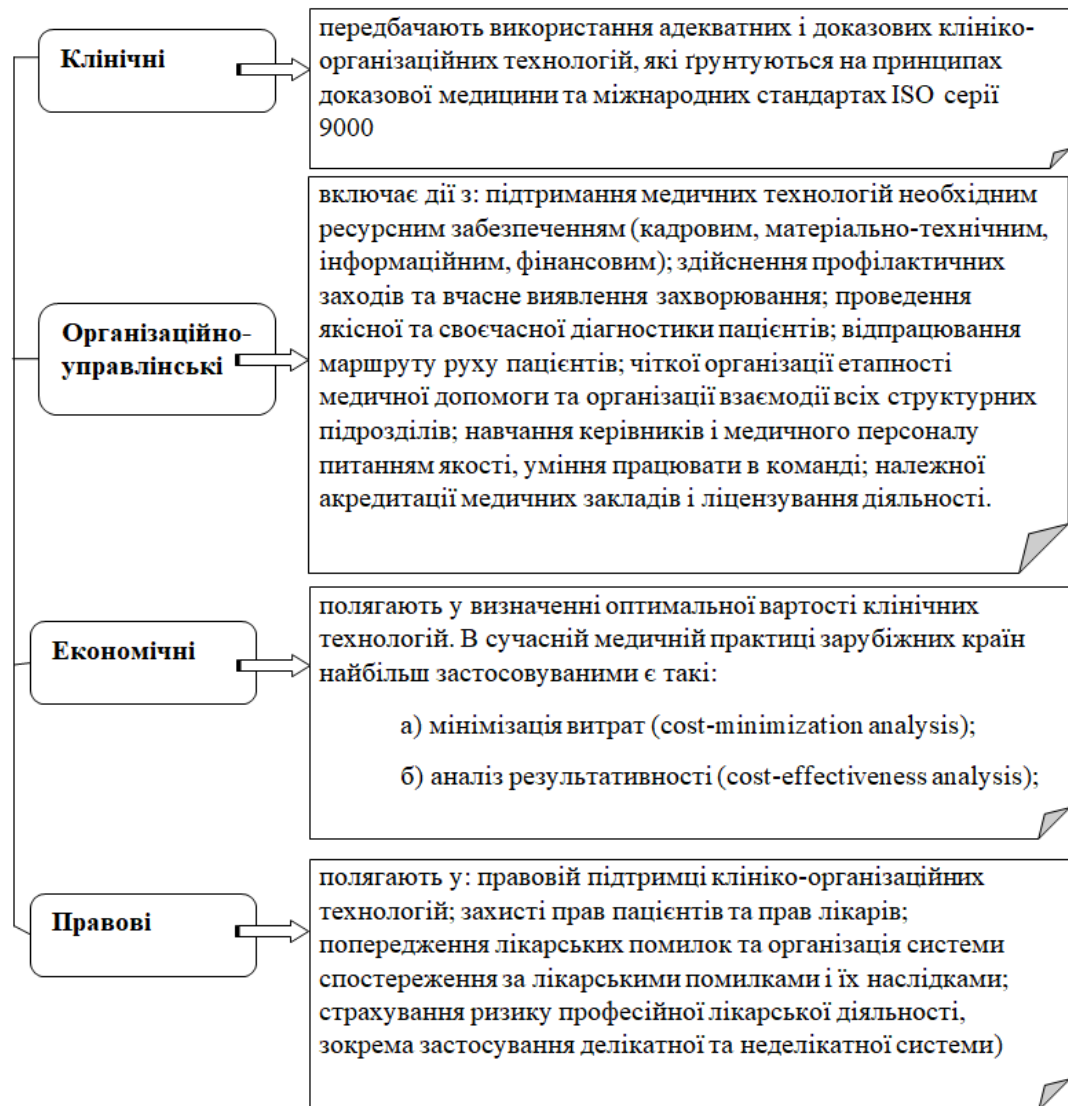 Клінічні
передбачають використання адекватних і доказових клініко-
організаційних технологій, які ґрунтуються на принципах
доказової медицини та міжнародних стандартах ISO серії
9000
Організаційно-
управлінські
включає дії з: підтримання медичних технологій необхідним
ресурсним забезпеченням (кадровим, матеріально-технічним,
інформаційним, фінансовим); здійснення профілактичних
заходів та вчасне виявлення захворювання; проведення
якісної та своєчасної діагностики пацієнтів; відпрацювання
маршруту руху пацієнтів; чіткої організації етапності
медичної допомоги та організації взаємодії всіх структурних
підрозділів; навчання керівників і медичного персоналу
питанням якості, уміння працювати в команді; належної
акредитації медичних закладів і ліцензування діяльності.
Економічні
полягають у визначенні оптимальної вартості клінічних
технологій. В сучасній медичній практиці зарубіжних країн
найбільш застосовуваними є такі:
а) мінімізація витрат (cost-minimization analysis);
б) аналіз результативності (cost-effectiveness analysis);
Правові
полягають у: правовій підтримці клініко-організаційних
технологій; захисті прав пацієнтів та прав лікарів;
попередження лікарських помилок та організація системи
спостереження за лікарськими помилками і їх наслідками;
страхування ризику професійної лікарської діяльності,
зокрема застосування делікатної та неделікатної системи)